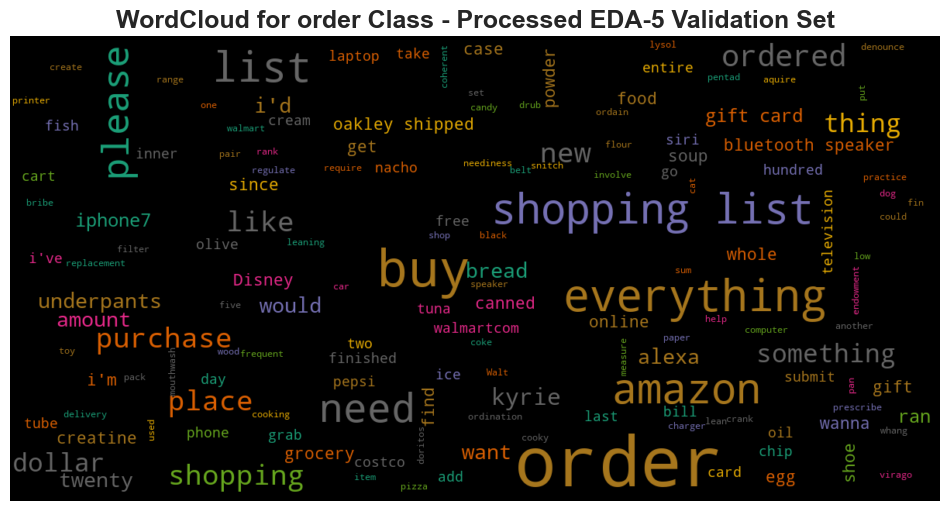 WordCloud for order Class - Processed EDA-5 Validation Set
create
printer
range
please
list
laptop
take
case
coherent
powder
lysol
entire
ordered
pentad
denounce
aquire
put
fish
one
walmart
i'd
cream
set
candy
drub
oakley shipped
food
ordain
gift card
thing
inner
pair
rank
get
new
flour
siri
bluetooth speaker
soup
cart
since
regulate
require
nacho
neediness
snitch
belt
involve
go
cat
hundred
practice
dog
fin
could
bribe
iphone7
like
free
shopping list
olive
leaning
shop
black
television
i've
filter
replacement
Disney
car
buy
bread
speaker
sum
whole
low
endowment
underpants
five
would
tuna
canned
everything
amount
walmartcom
online
help
computer
another
purchase
toy
wood
frequent
mouthwash
two
finished
coke
measure
paper
alexa
something
i'm
pack
day
pepsi
ice
Walt
amazon
submit
pan
gift
tube
delivery
place
cooking
need
find
kyrie
ordination
last
bill
charger
lean
crank
prescribe
wanna
ran
whang
creatine
used
phone
grab
doritos
cooky
oil
chip
shoe
dollar
twenty
shopping
grocery
costco
item
pizza
add
want
order
card
egg
virago